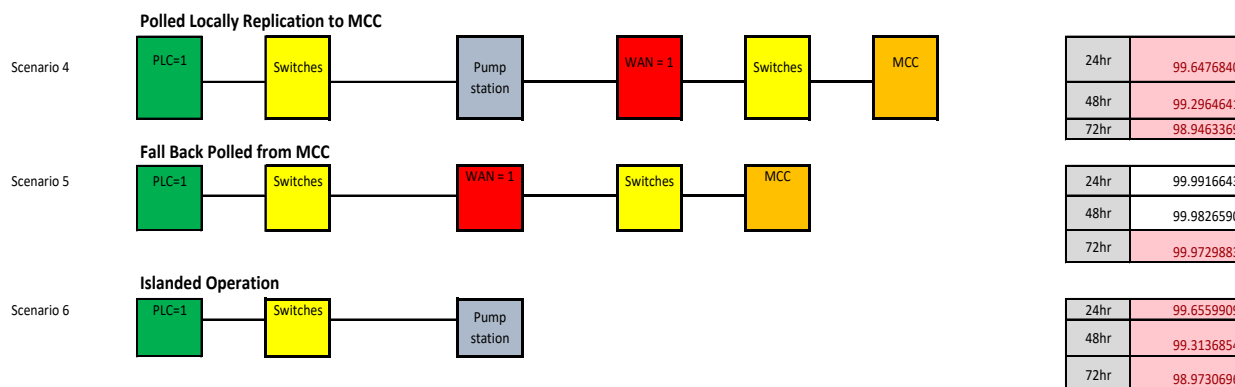 Polled Locally Replication to MCC
Scenario 4
PLC=1
Switches
Pump
station
WAN = 1
Switches
MCC
24hr 99.6476840
48hr 99.2964641
72hr 98.9463369
Fall Back Polled from MCC
Scenario 5
PLC=1
Switches
WAN = 1
Switches
MCC
24hr 99.9916643
48hr 99.9826590
72hr 99.9729883
Islanded Operation
Scenario 6
PLC=1
Switches
Pump
station
24hr 99.6559909
48hr 99.3136854
72hr 98.9730696